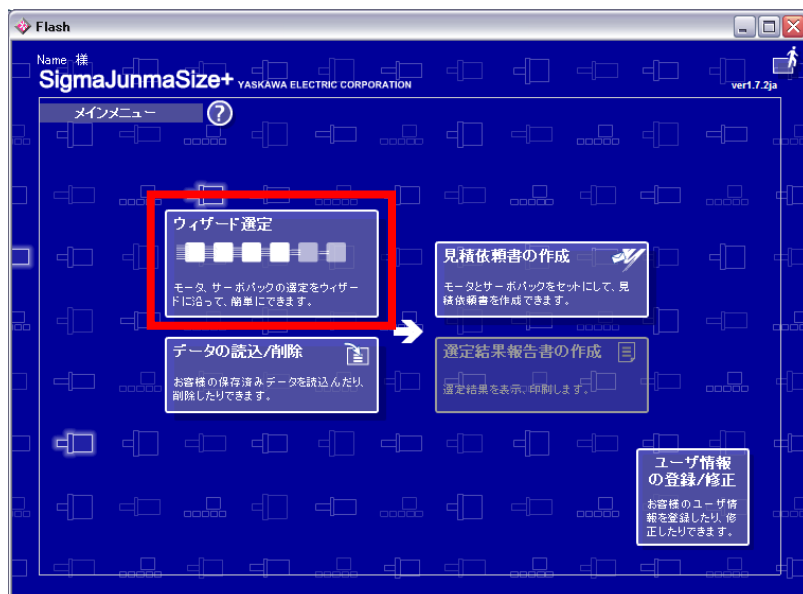 Flash
Name 様
SigmaJunmaSize+ YASKAWA ELECTRIC CORPORATION
ver1.7.2ja
メインメニュー
?
ウィザード選定
モータ、サーボパックの選定をウィザー
ドに沿って、簡単にできます。
見積依頼書の作成
モータとサーボパックをセットにして、見
積依頼書を作成できます。
データの読込/削除
お客様の保存済みデータを読込んだり、
削除したりできます。
選定結果報告書の作成
選定結果を表示、印刷します。
ユーザ情報
の登録/修正
お客様のユーザ情
報を登録したり、修
正したりできます。